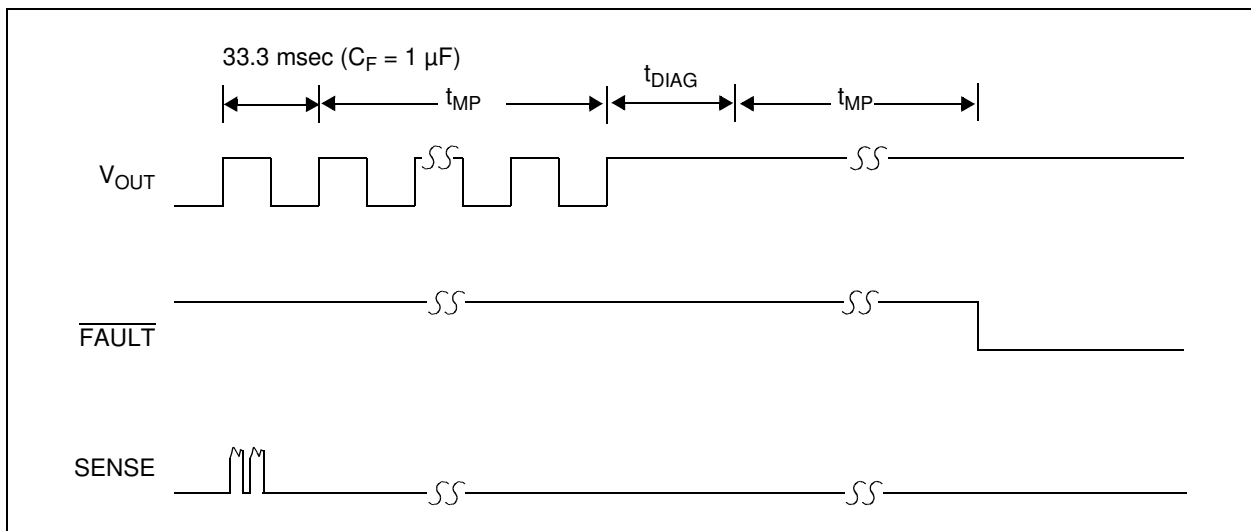 33.3 msec (C_F = 1 µF)
t_MP
t_DIAG
t_MP
V_OUT
FAULT
SENSE